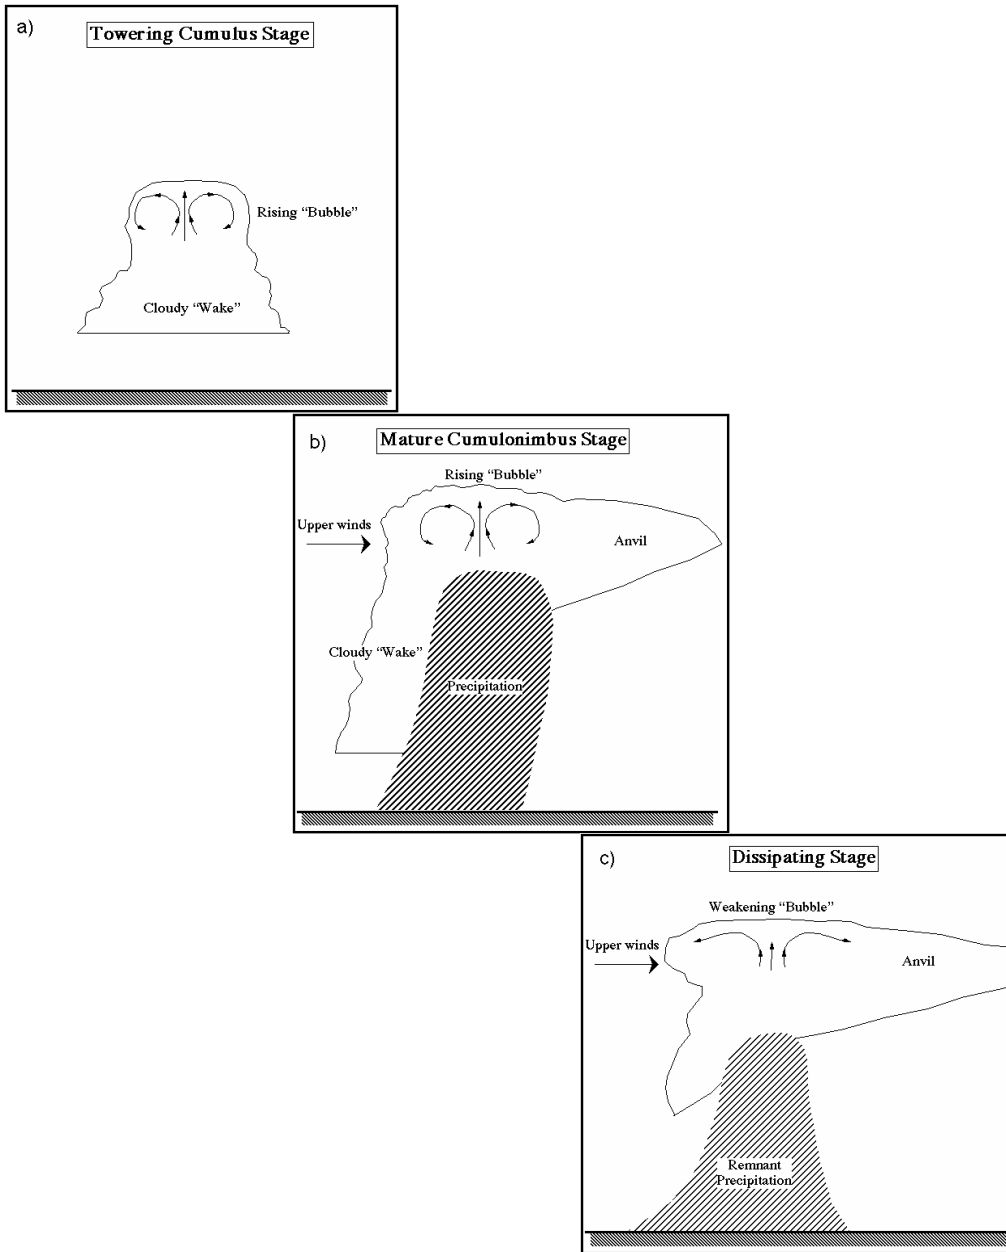 a)
Towering Cumulus Stage
Rising “Bubble”
Cloudy “Wake”
b)
Mature Cumulonimbus Stage
Rising “Bubble”
Upper winds
Anvil
Cloudy “Wake”
Precipitation
c)
Dissipating Stage
Weakening “Bubble”
Upper winds
Anvil
Remnant
Precipitation